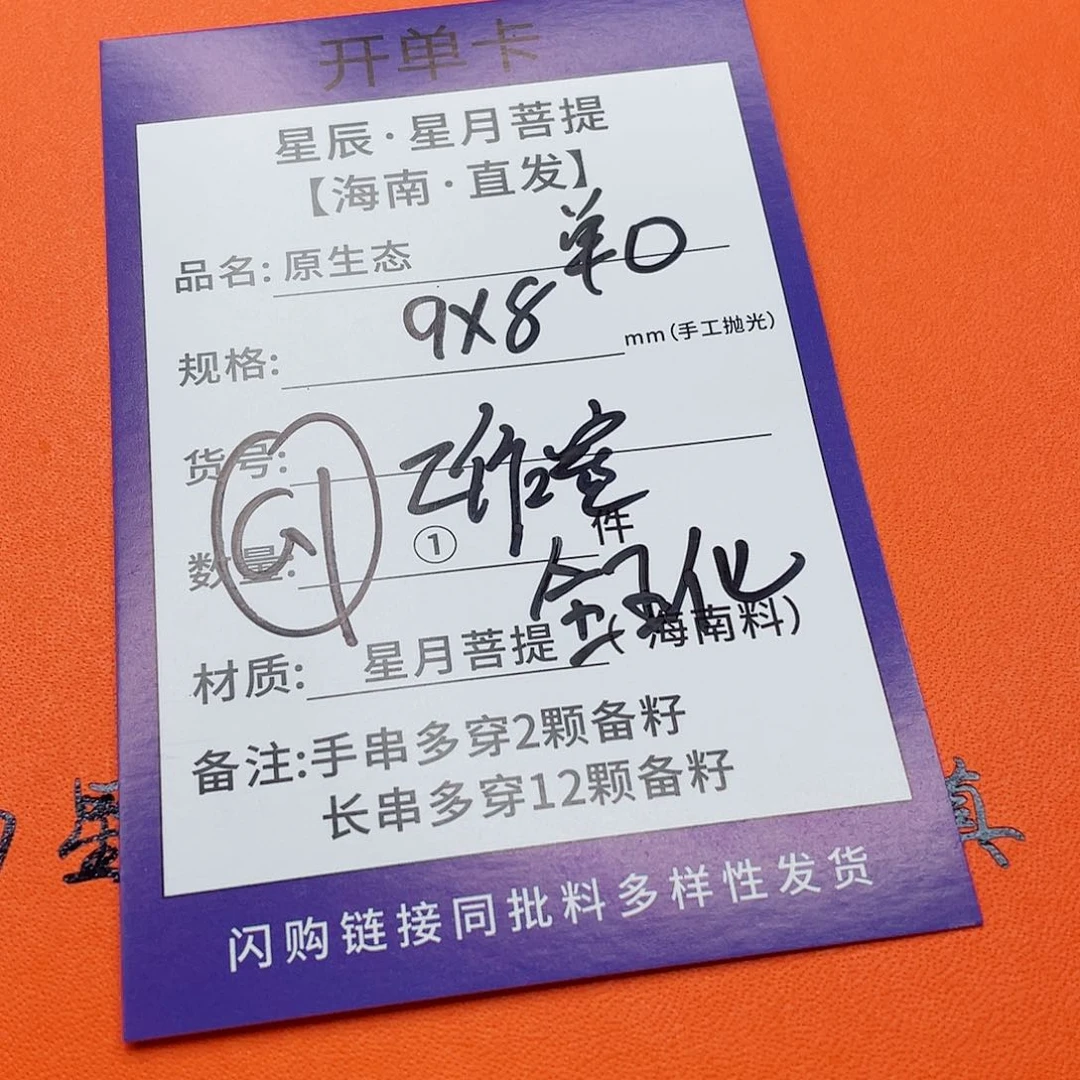 开单卡
星辰·星月菩提
【海南·直发】
品名: 原生态
规格: 9X8 mm(手工抛光)
货号: 工作室
数量: ① 件
材质: 星月菩提 (海南料)
备注:手串多穿2颗备籽
长串多穿12颗备籽
闪购链接同批料多样性发货